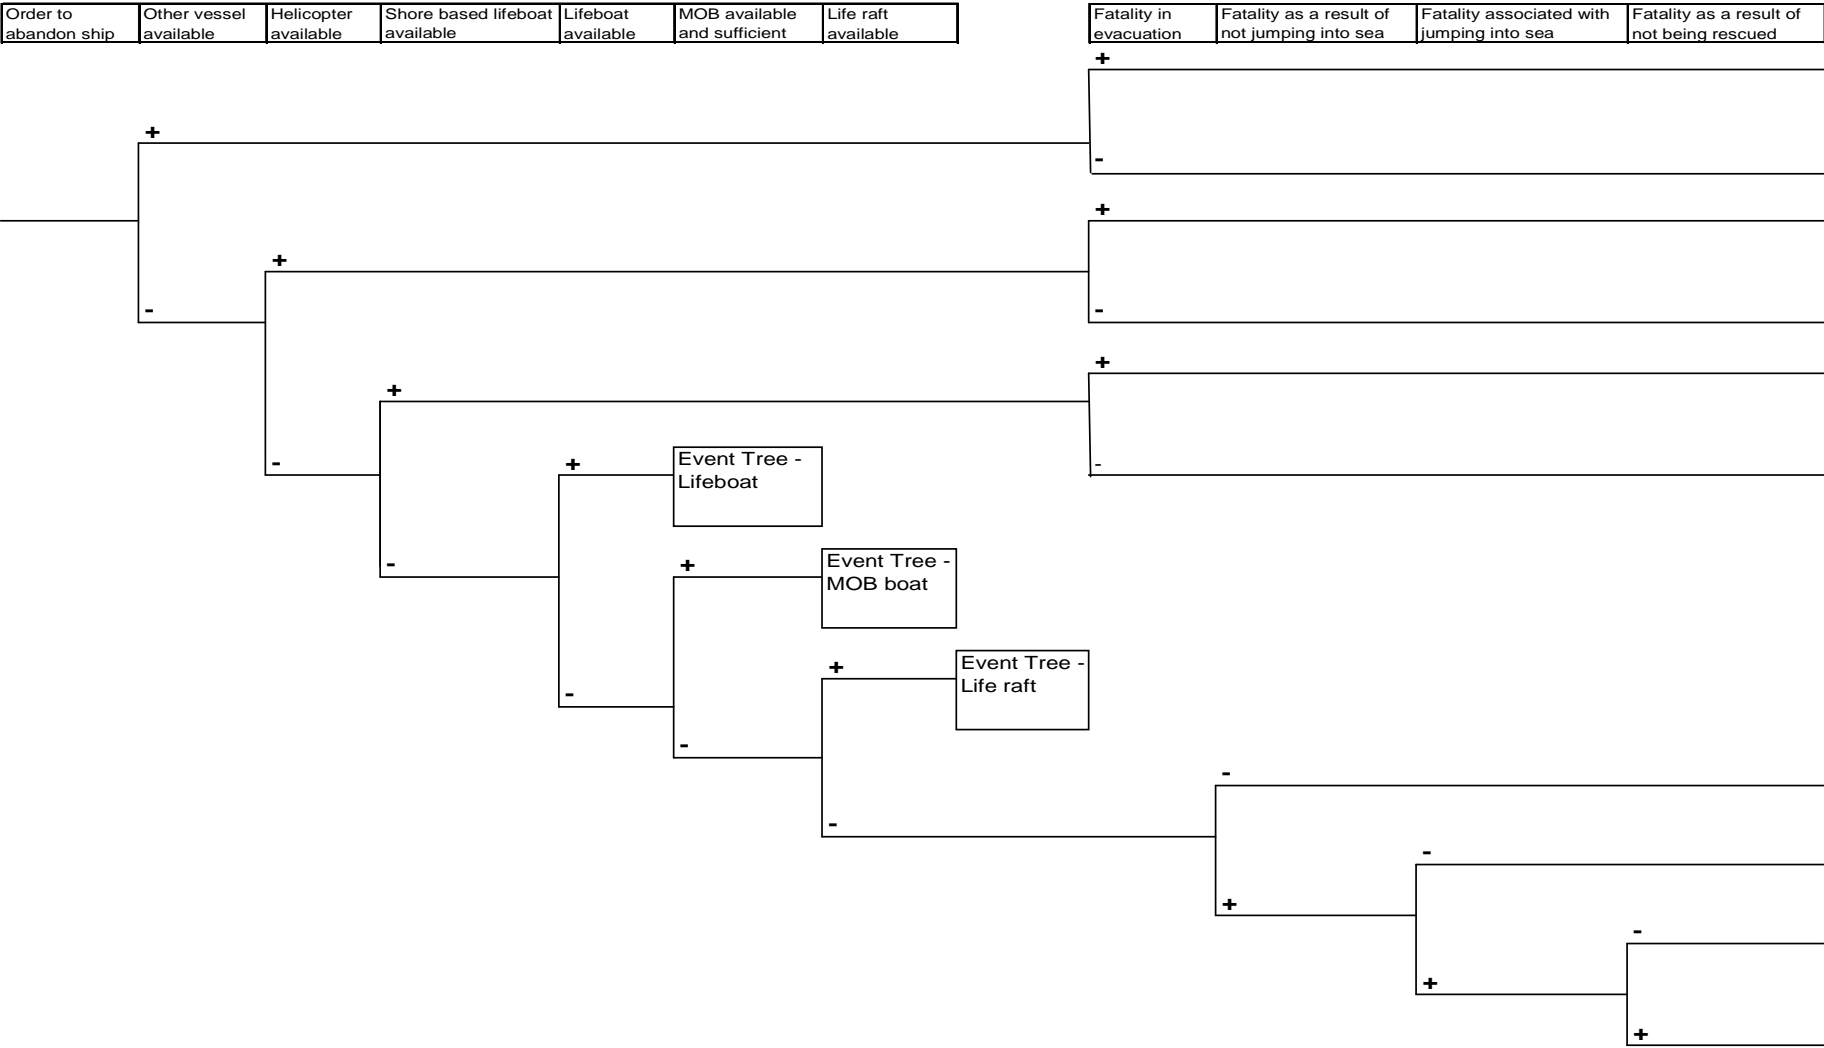 Order to
abandon ship
Other vessel
available
Helicopter
available
Shore based lifeboat
available
Lifeboat
available
MOB available
and sufficient
Life raft
available
Fatality in
evacuation
Fatality as a result of
not jumping into sea
Fatality associated with
jumping into sea
Fatality as a result of
not being rescued
+
+
-
+
+
-
-
+
+
-
+
-
+
Event Tree -
Lifeboat
-
-
+
Event Tree -
MOB boat
-
+
Event Tree -
Life raft
-
-
-
-
+
-
+
+